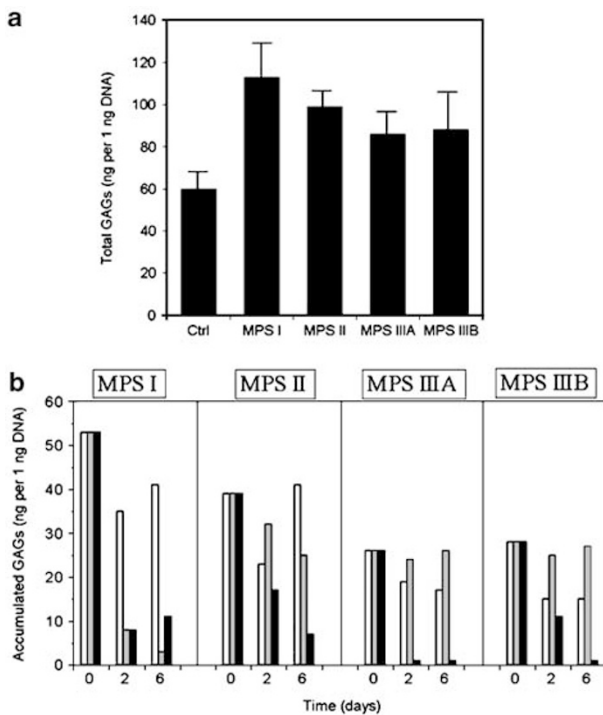 a
Total GAGs (ng per 1 ng DNA)
140
120
100
80
60
40
20
0
Ctrl MPS I MPS II MPS IIIA MPS IIIB
b
MPS I MPS II MPS IIIA MPS IIIB
Accumulated GAGs (ng per 1 ng DNA)
60
50
40
30
20
10
0
0 2 6 0 2 6 0 2 6 0 2 6
Time (days)